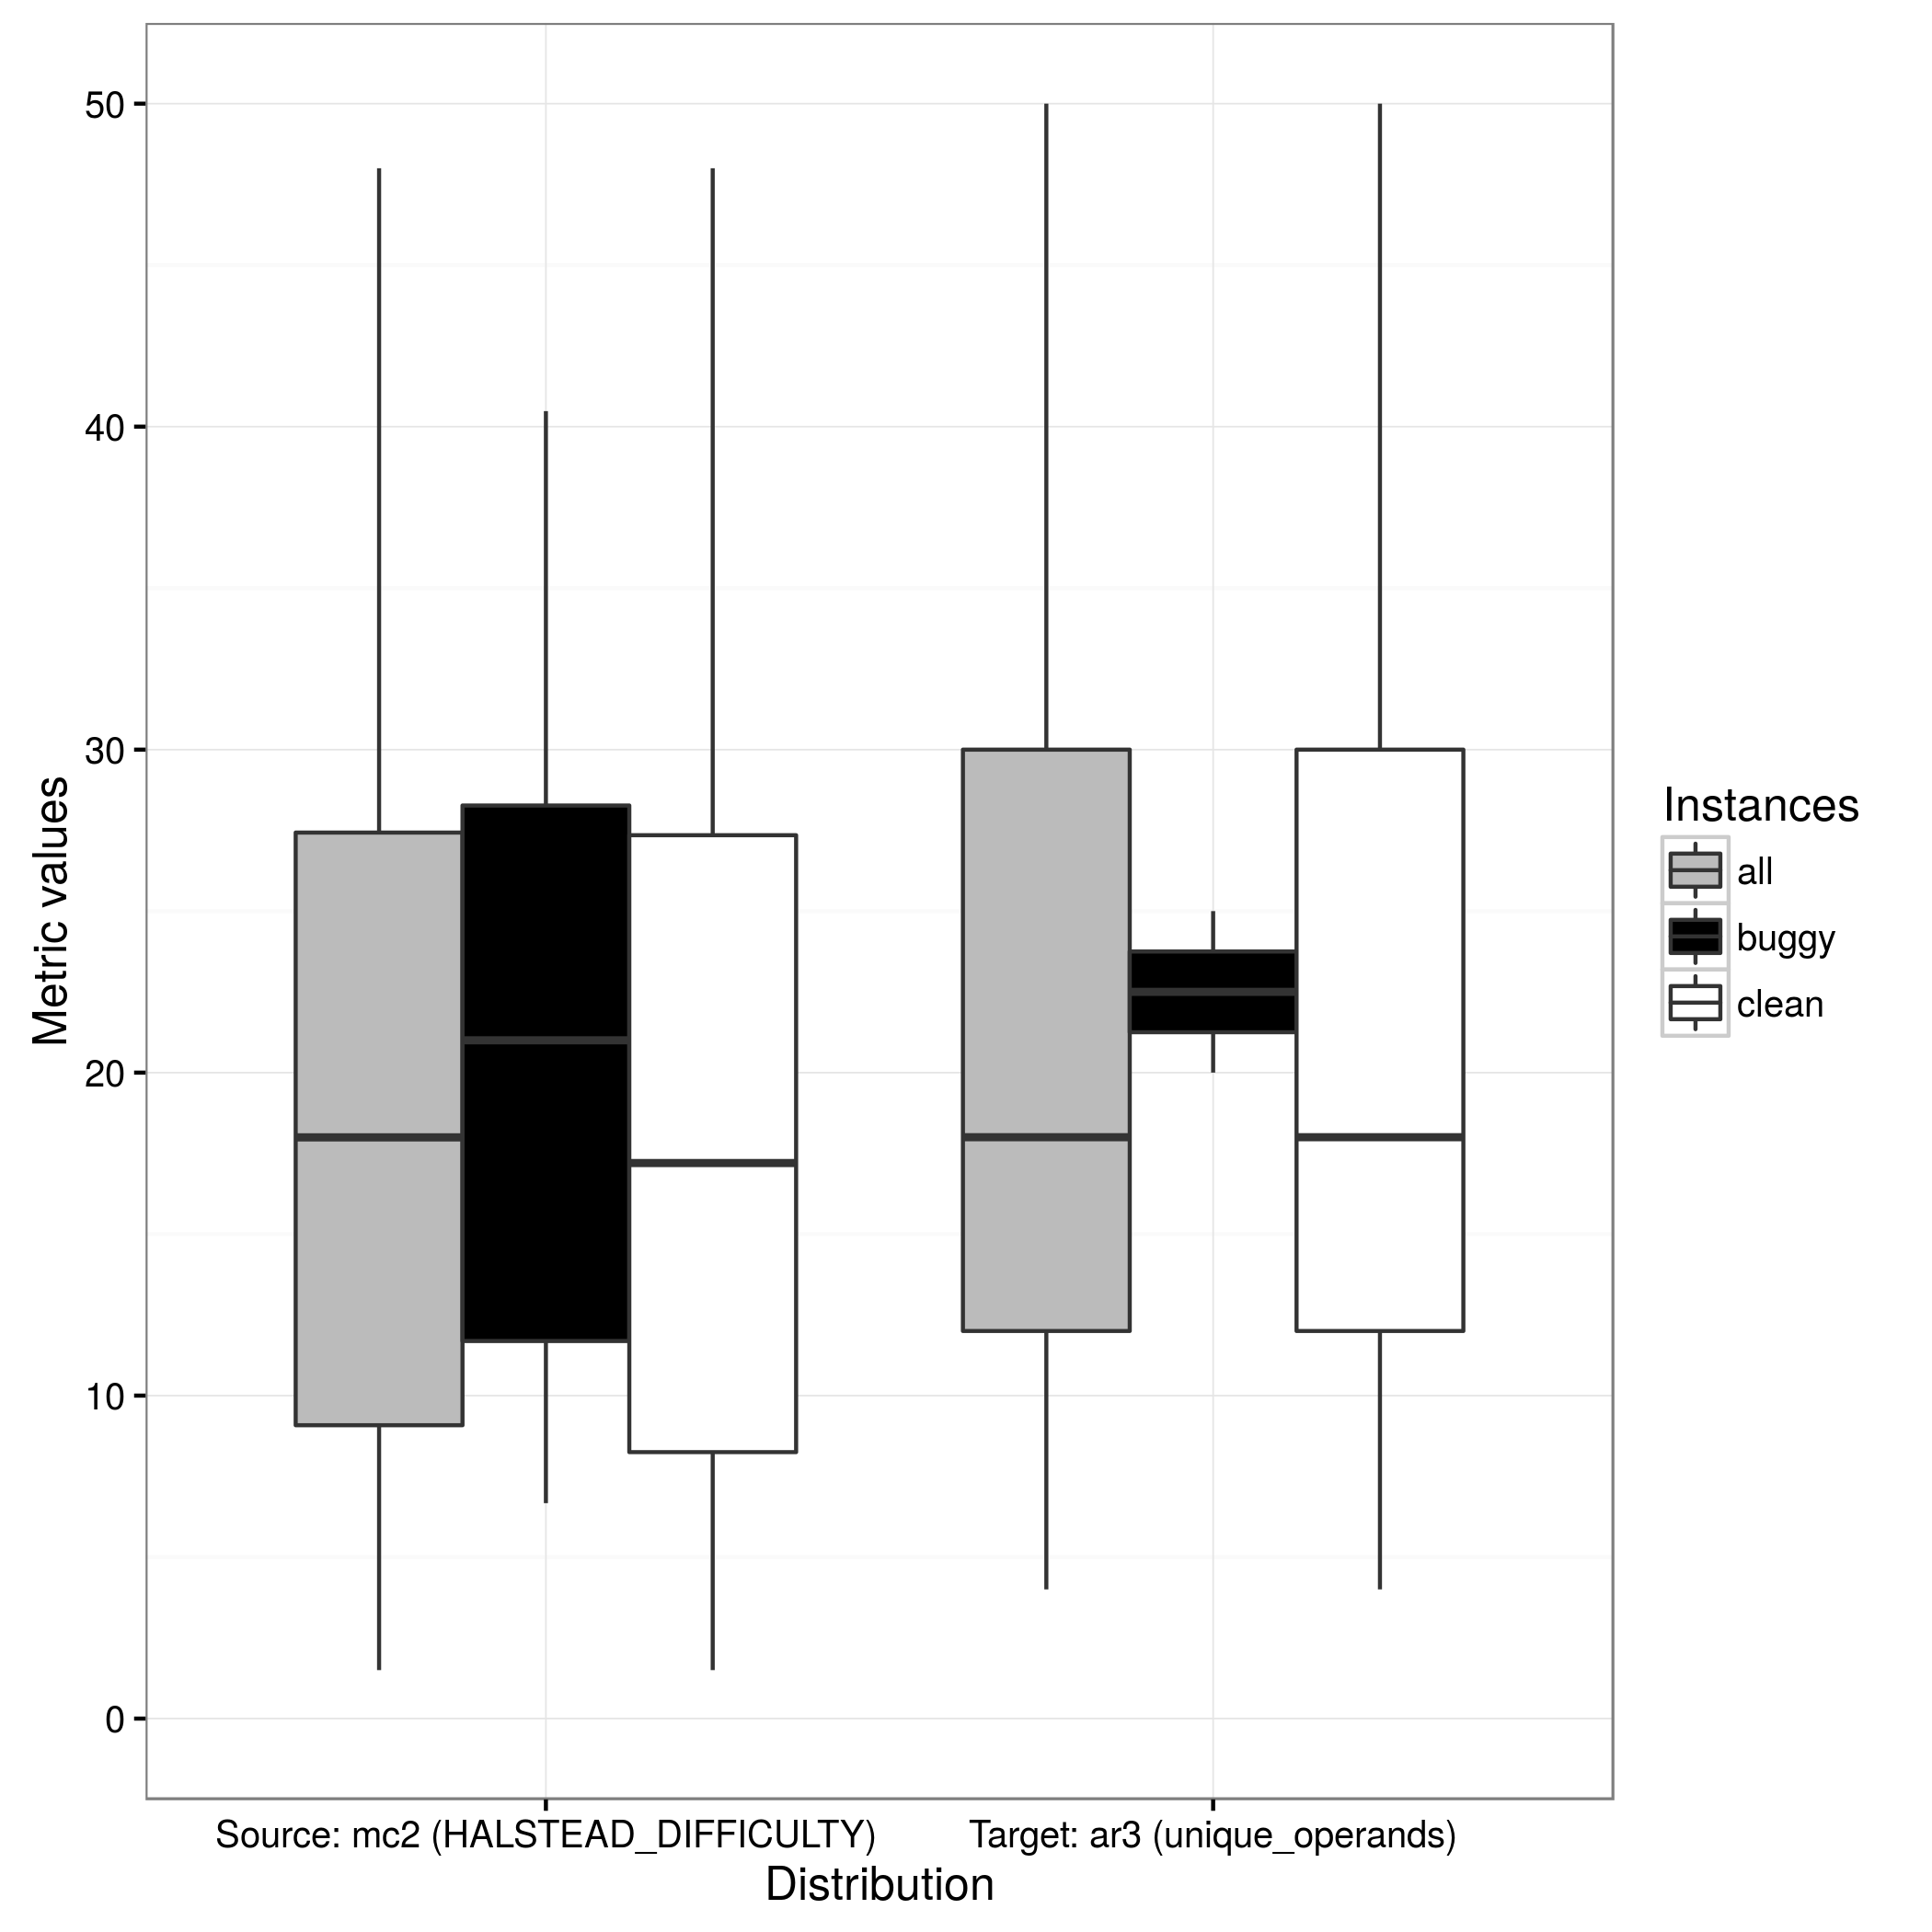 50
40
30
20
10
0
Metric values
Source: mc2 (HALSTEAD_DIFFICULTY)
Target: ar3 (unique_operands)
Distribution
Instances
all
buggy
clean